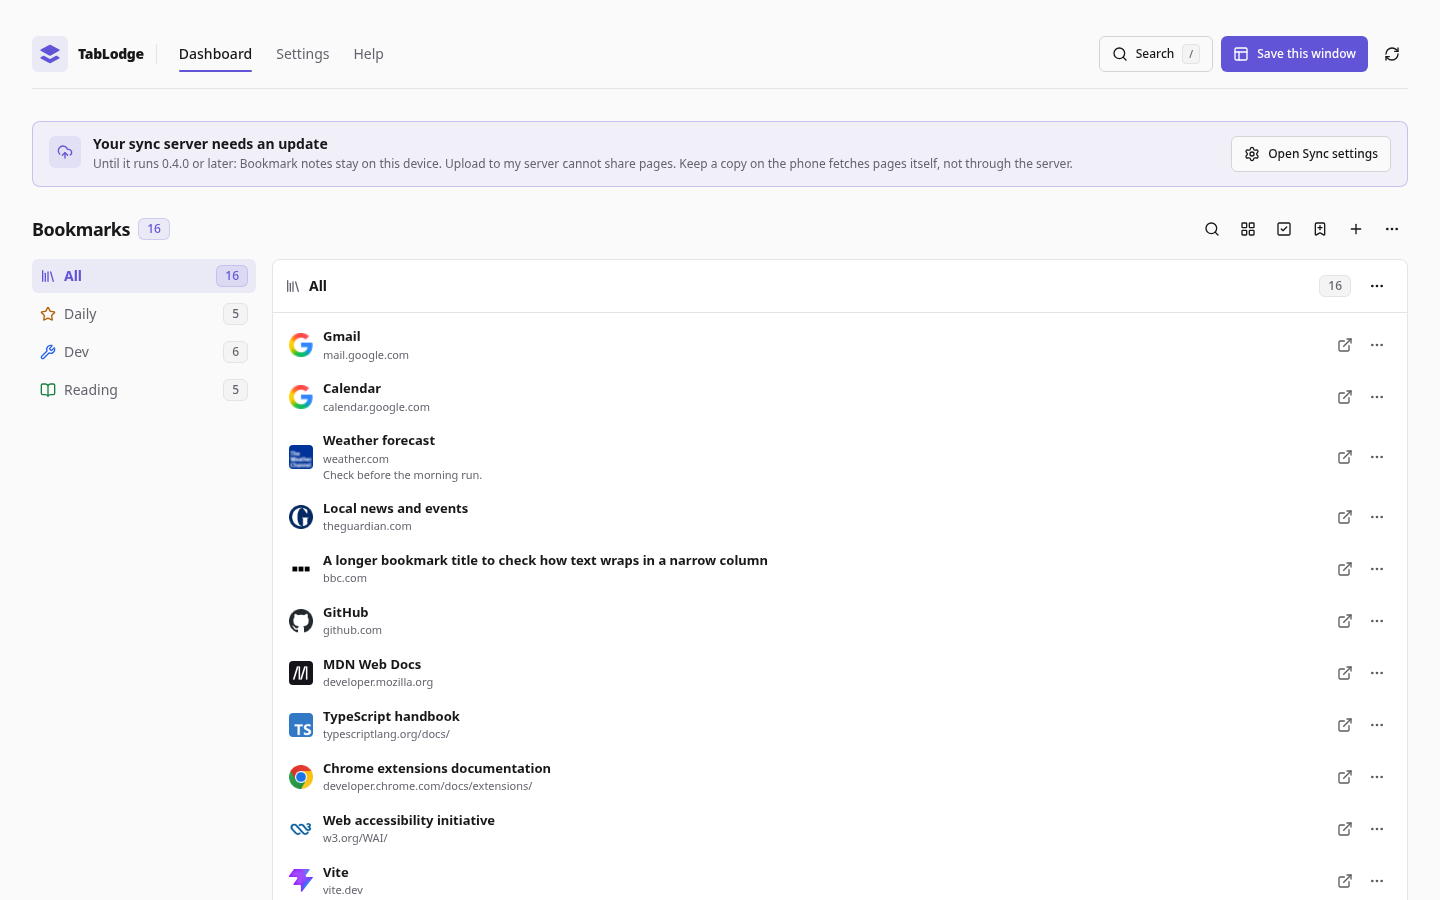 TabLodge
Dashboard
Settings
Help
Search /
Save this window
Your sync server needs an update
Until it runs 0.4.0 or later: Bookmark notes stay on this device. Upload to my server cannot share pages. Keep a copy on the phone fetches pages itself, not through the server.
Open Sync settings
Bookmarks 16
All 16
Daily 5
Dev 6
Reading 5
All 16
Gmail
mail.google.com
Calendar
calendar.google.com
The Weather Channel
Weather forecast
weather.com
Check before the morning run.
Local news and events
theguardian.com
A longer bookmark title to check how text wraps in a narrow column
bbc.com
GitHub
github.com
MDN Web Docs
developer.mozilla.org
TS
TypeScript handbook
typescriptlang.org/docs/
Chrome extensions documentation
developer.chrome.com/docs/extensions/
Web accessibility initiative
w3.org/WAI/
Vite
vite.dev